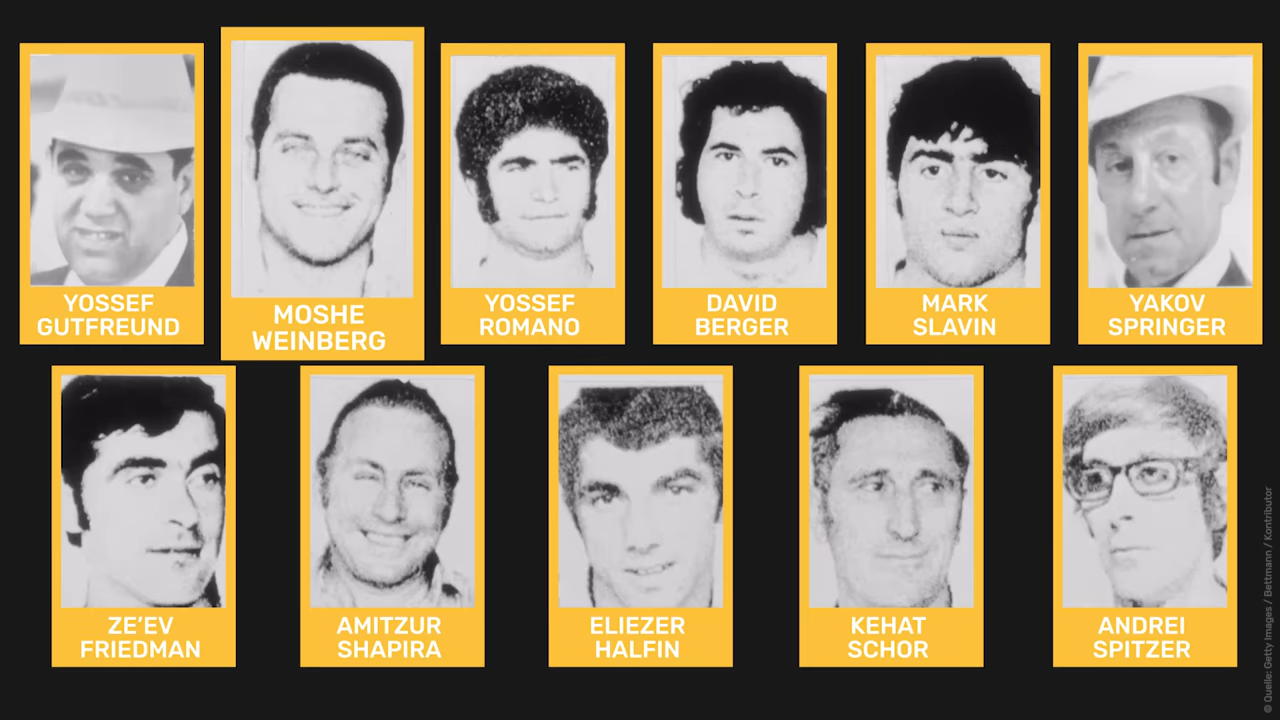 YOSSEF
GUTFREUND
MOSHE
WEINBERG
YOSSEF
ROMANO
DAVID
BERGER
MARK
SLAVIN
YAKOV
SPRINGER
ZE'EV
FRIEDMAN
AMITZUR
SHAPIRA
ELIEZER
HALFIN
KEHAT
SCHOR
ANDREI
SPITZER
© Quelle: Getty Images / Bettmann / Kontributor